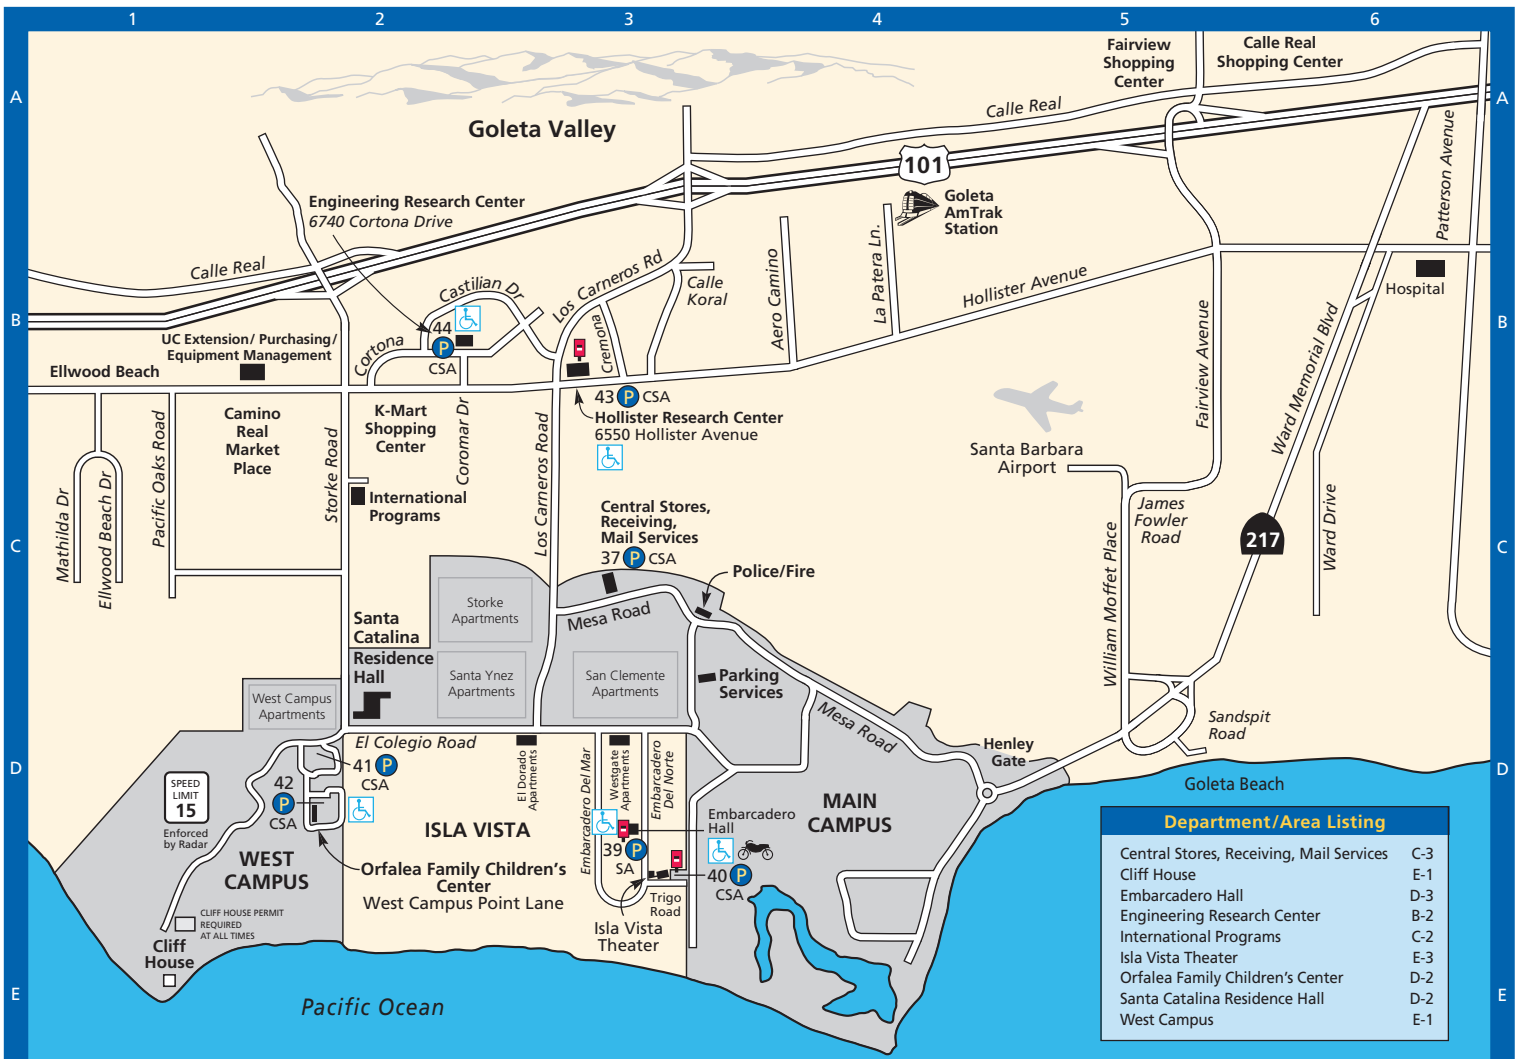 1 2 3 4 5 6
A
A
B
B
C
C
D
D
E
E
Fairview
Shopping
Center
Calle Real
Shopping Center
Goleta Valley
Calle Real
101
Patterson Avenue
Engineering Research Center
6740 Cortona Drive
Goleta
AmTrak
Station
Calle Real
Castilian Dr
Los Carneros Rd
Calle
Koral
Aero Camino
La Patera Ln.
Hollister Avenue
Hospital
44
P
CSA
Cortona
Cremona
UC Extension/ Purchasing/
Equipment Management
Ellwood Beach
Fairview Avenue
Ward Memorial Blvd
43 P CSA
Hollister Research Center
6550 Hollister Avenue
Camino
Real
Market
Place
K-Mart
Shopping
Center
Coromar Dr
Pacific Oaks Road
Storke Road
Los Carneros Road
Santa Barbara
Airport
Mathilda Dr
Ellwood Beach Dr
International
Programs
Central Stores,
Receiving,
Mail Services
37 P CSA
James
Fowler
Road
217
Ward Drive
William Moffet Place
Police/Fire
Storke
Apartments
Mesa Road
Santa
Catalina
Residence
Hall
Santa Ynez
Apartments
San Clemente
Apartments
Parking
Services
West Campus
Apartments
Mesa Road
Sandspit
Road
El Colegio Road
Henley
Gate
41 P
CSA
42
P
CSA
SPEED
LIMIT
15
Enforced
by Radar
El Dorado
Apartments
Embarcadero Del Mar
Westgate
Apartments
Embarcadero
Del Norte
Goleta Beach
MAIN
CAMPUS
ISLA VISTA
Embarcadero
Hall
39 P
SA
40 P
CSA
WEST
CAMPUS
Orfalea Family Children's
Center
West Campus Point Lane
Trigo
Road
Isla Vista
Theater
CLIFF HOUSE PERMIT
REQUIRED
AT ALL TIMES
Cliff
House
Pacific Ocean
Department/Area Listing
Central Stores, Receiving, Mail Services C-3
Cliff House E-1
Embarcadero Hall D-3
Engineering Research Center B-2
International Programs C-2
Isla Vista Theater E-3
Orfalea Family Children's Center D-2
Santa Catalina Residence Hall D-2
West Campus E-1